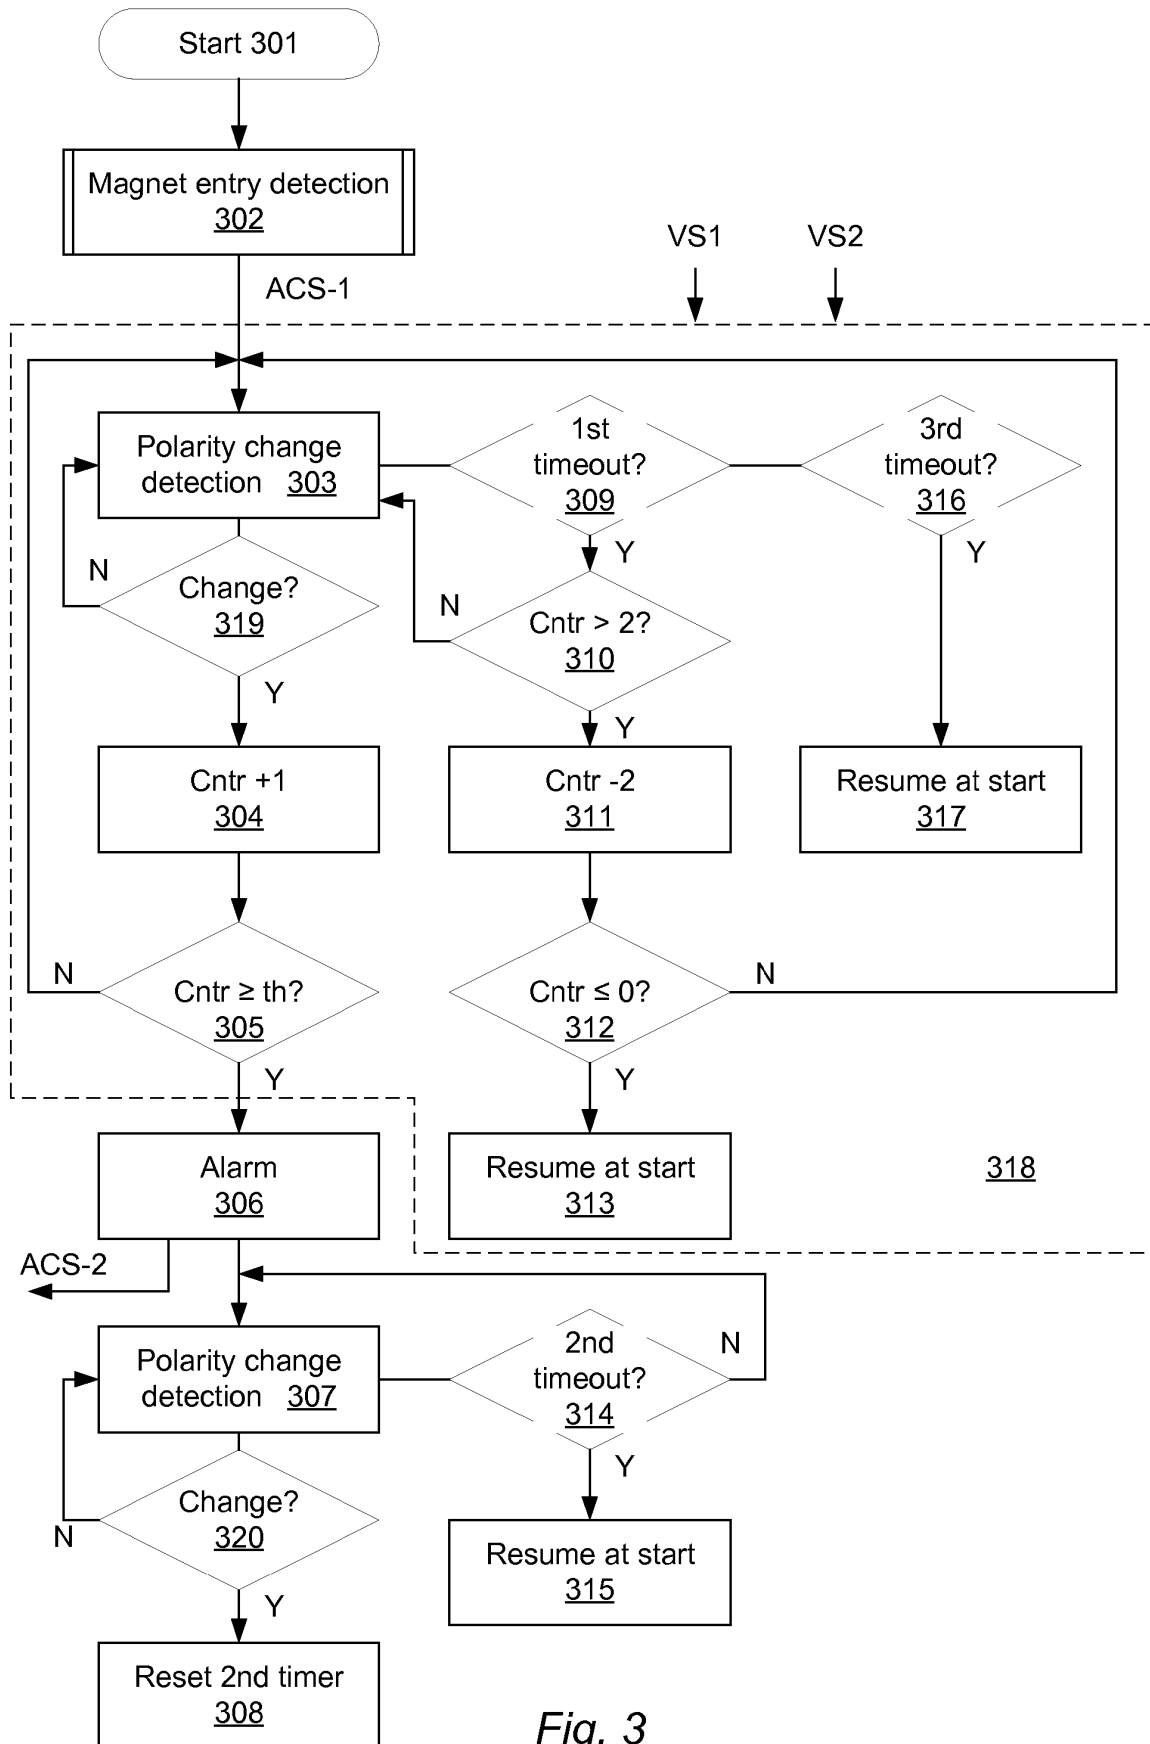 Start 301
Magnet entry detection
302
VS1
VS2
ACS-1
Polarity change
detection 303
1st
timeout?
309
3rd
timeout?
316
Y
Y
N
Change?
319
N
Cntr > 2?
310
Y
Y
Cntr +1
304
Cntr -2
311
Resume at start
317
N
Cntr ≥ th?
305
Cntr ≤ 0?
312
N
Y
Y
Alarm
306
Resume at start
313
318
ACS-2
Polarity change
detection 307
2nd
timeout?
314
N
Y
Change?
320
N
Resume at start
315
Y
Reset 2nd timer
308
Fig. 3